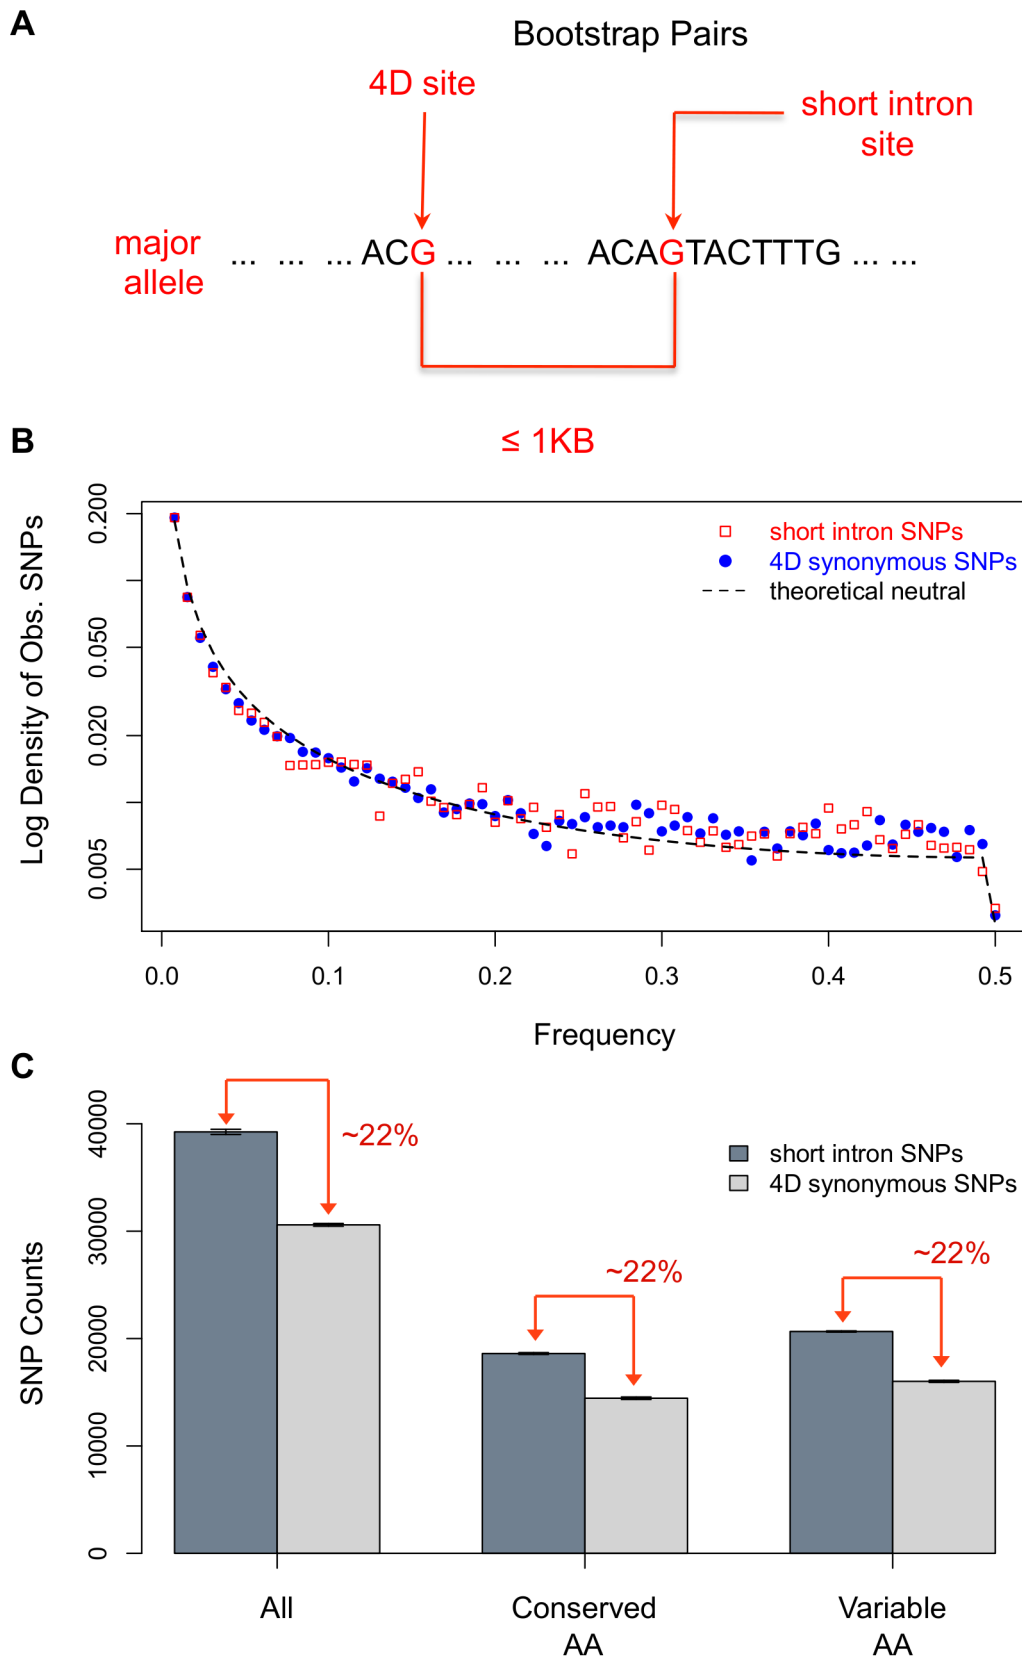 A
Bootstrap Pairs
4D site
short intron
site
major
allele
... ... ... ACG ... ... ... ACAGTACTTTG ... ...
B
≤ 1KB
Log Density of Obs. SNPs
0.200
0.050
0.020
0.005
short intron SNPs
4D synonymous SNPs
theoretical neutral
0.0 0.1 0.2 0.3 0.4 0.5
Frequency
C
SNP Counts
40000
30000
20000
10000
0
~22%
~22%
~22%
short intron SNPs
4D synonymous SNPs
All
Conserved
AA
Variable
AA